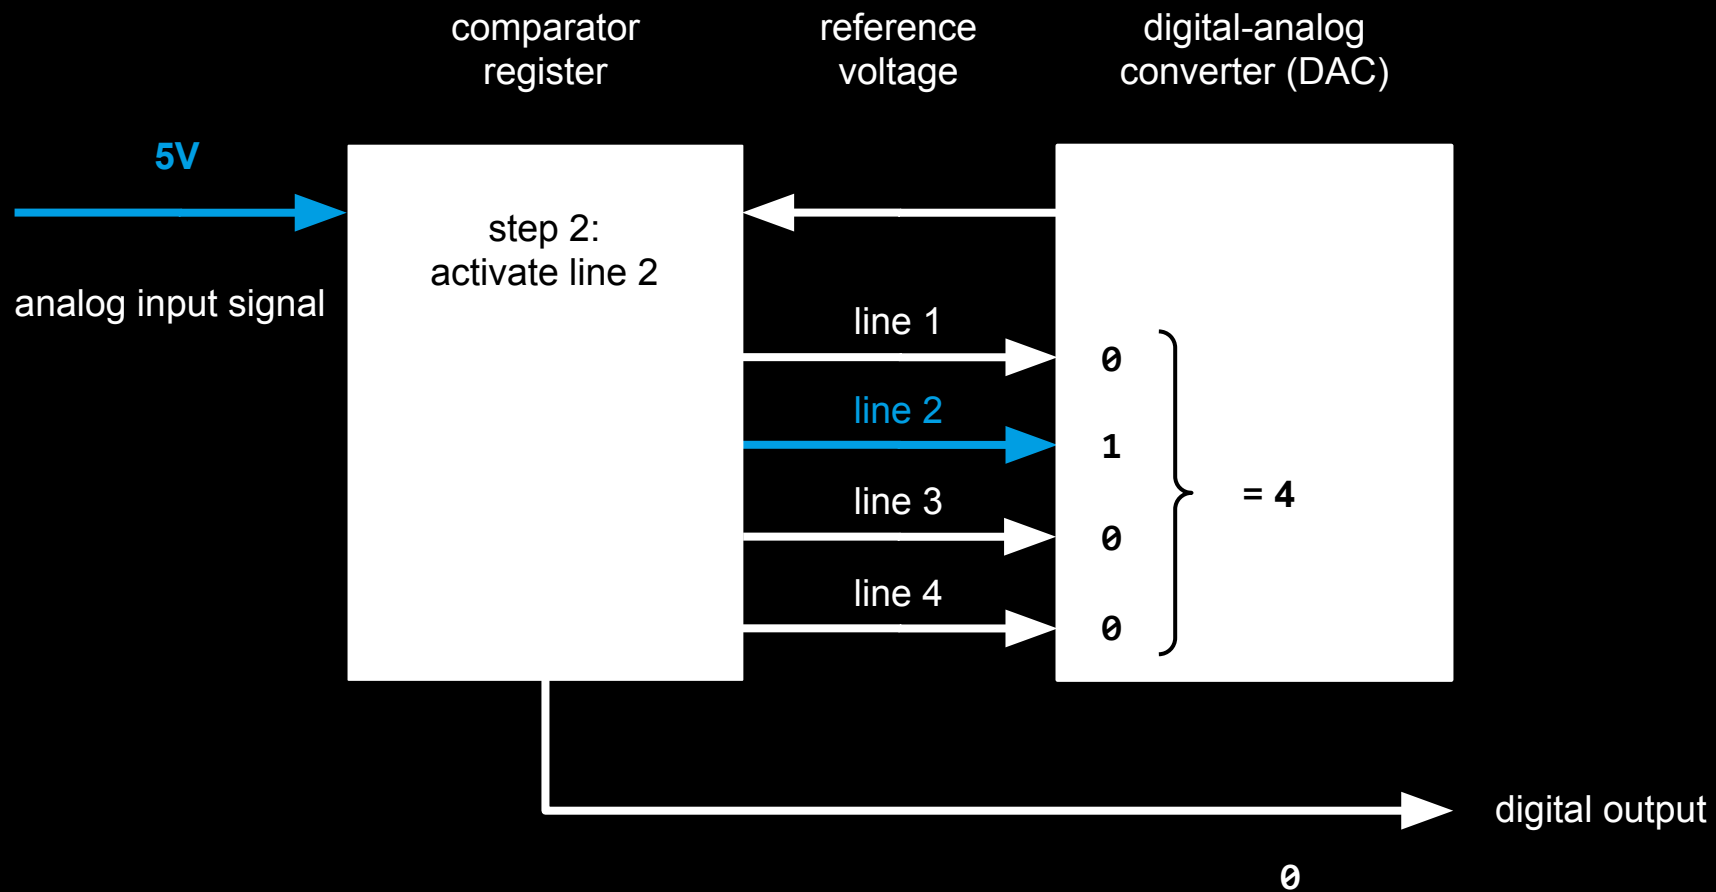 comparator
register
reference
voltage
digital-analog
converter (DAC)
5V
analog input signal
step 2:
activate line 2
line 1
line 2
line 3
line 4
0
1
0
0
= 4
digital output
0